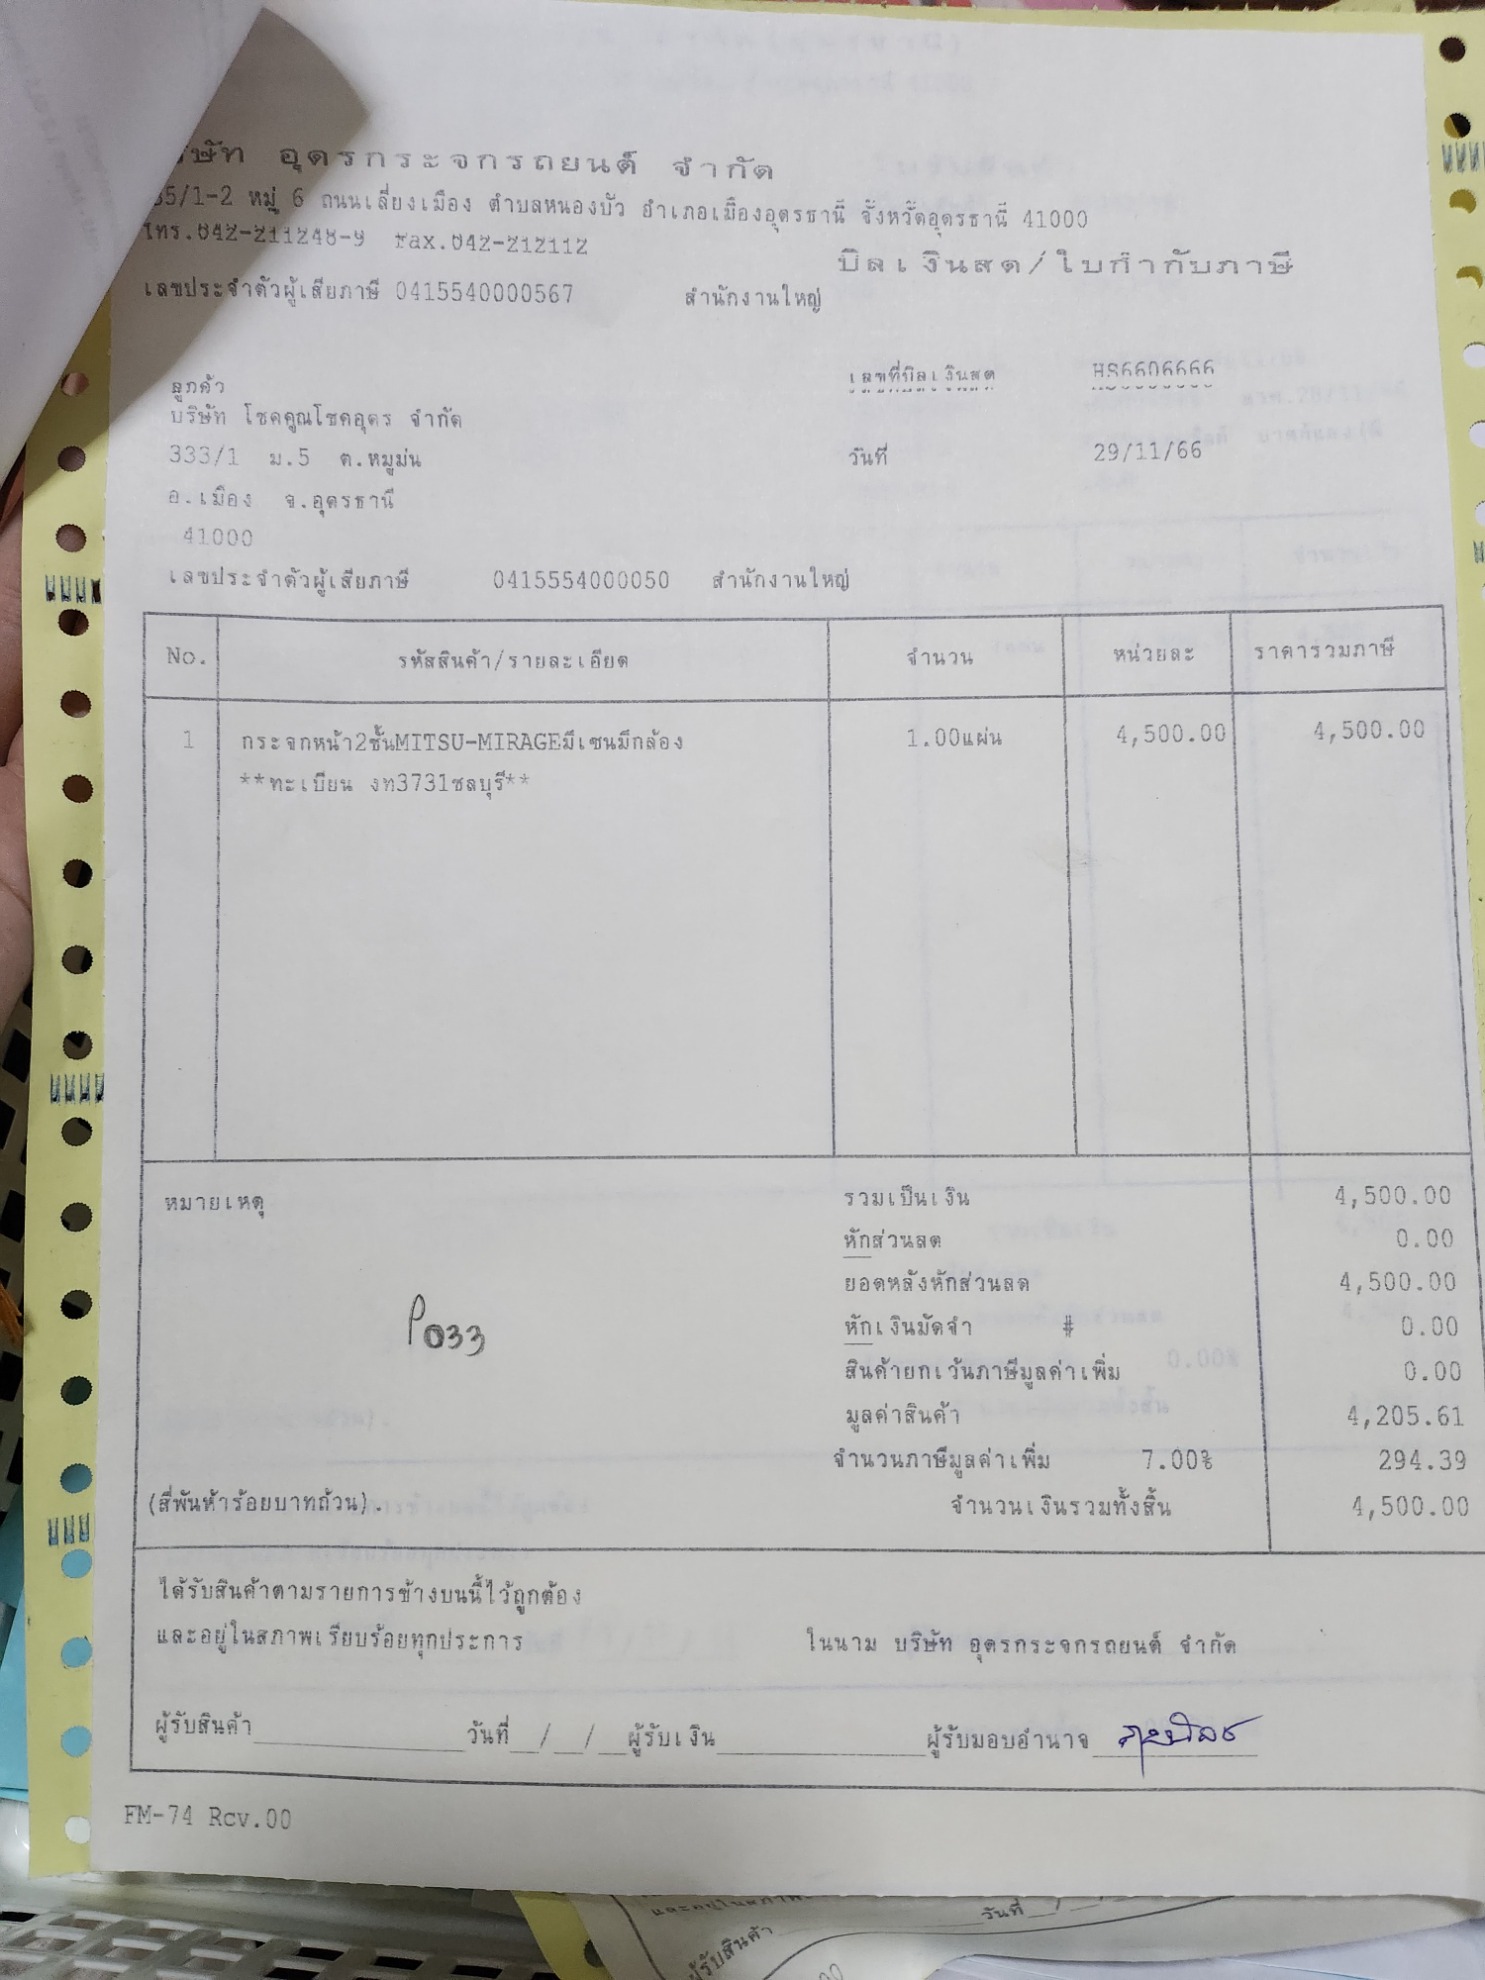 อุดรกระจกรถยนต์ จำกัด
/1-2 หมู่ 6 ถนนเลี่ยงเมือง ตำบลหนองบัว อำเภอเมืองอุดรธานี จังหวัดอุดรธานี 41000
โทร.042-211248-9 Fax.042-212112
บิลเงินสด/ใบกำกับภาษี
เลขประจำตัวผู้เสียภาษี 0415540000567 สำนักงานใหญ่
ลูกค้า เลขที่บิลเงินสด HS6606666
บริษัท โชคคูณโชคอุดร จำกัด
333/1 ม.5 ต.หมูม่น วันที่ 29/11/66
อ.เมือง จ.อุดรธานี
41000
เลขประจำตัวผู้เสียภาษี 0415554000050 สำนักงานใหญ่
No. รหัสสินค้า/รายละเอียด จำนวน หน่วยละ ราคารวมภาษี
1 กระจกหน้า2ชั้นMITSU-MIRAGEมีเซนมีกล้อง 1.00แผ่น 4,500.00 4,500.00
**ทะเบียน งท3731ชลบุรี**
หมายเหตุ รวมเป็นเงิน 4,500.00
หักส่วนลด 0.00
ยอดหลังหักส่วนลด 4,500.00
P033 หักเงินมัดจำ # 0.00
สินค้ายกเว้นภาษีมูลค่าเพิ่ม 0.00
มูลค่าสินค้า 4,205.61
จำนวนภาษีมูลค่าเพิ่ม 7.00% 294.39
(สี่พันห้าร้อยบาทถ้วน). จำนวนเงินรวมทั้งสิ้น 4,500.00
ได้รับสินค้าตามรายการข้างบนนี้ไว้ถูกต้อง
และอยู่ในสภาพเรียบร้อยทุกประการ ในนาม บริษัท อุดรกระจกรถยนต์ จำกัด
ผู้รับสินค้า วันที่ / / ผู้รับเงิน ผู้รับมอบอำนาจ
FM-74 Rev.00
วันที่
ผู้รับสินค้า